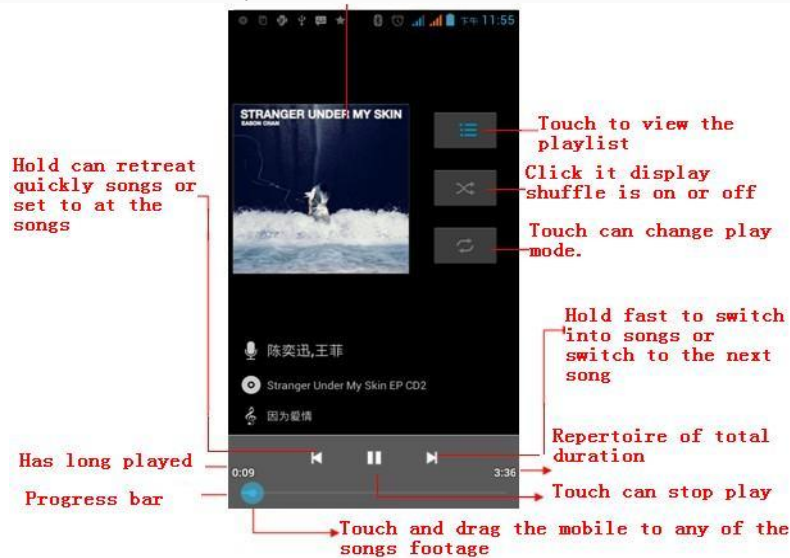 下午 11:55
STRANGER UNDER MY SKIN
EASON CHAN
Touch to view the
playlist
Click it display
shuffle is on or off
Touch can change play
mode.
Hold can retreat
quickly songs or
set to at the
songs
Hold fast to switch
into songs or
switch to the next
song
陈奕迅,王菲
Stranger Under My Skin EP CD2
因为爱情
Repertoire of total
duration
Has long played
0:09
3:36
Touch can stop play
Progress bar
Touch and drag the mobile to any of the
songs footage